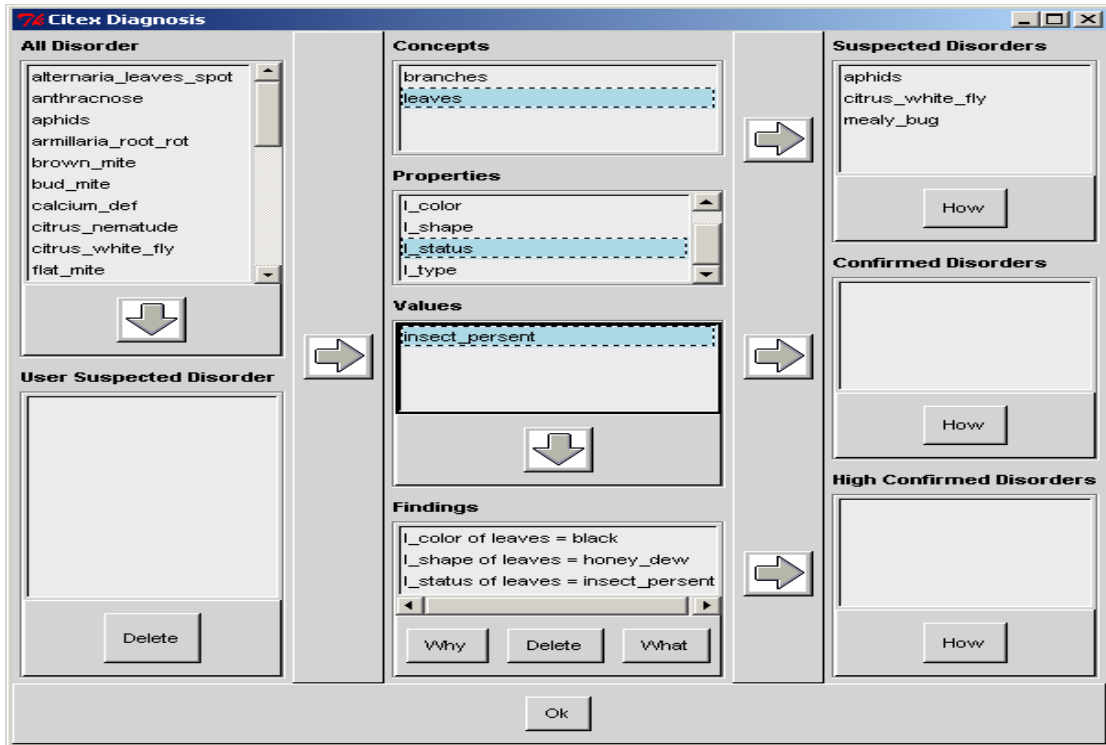 Citex Diagnosis
All Disorder
alternaria_leaves_spot
anthracnose
aphids
armillaria_root_rot
brown_mite
bud_mite
calcium_def
citrus_nematude
citrus_white_fly
flat_mite
User Suspected Disorder
Delete
Concepts
branches
leaves
Properties
l_color
l_shape
l_status
l_type
Values
insect_persent
Findings
l_color of leaves = black
l_shape of leaves = honey_dew
l_status of leaves = insect_persent
Why Delete What
Suspected Disorders
aphids
citrus_white_fly
mealy_bug
How
Confirmed Disorders
How
High Confirmed Disorders
How
Ok